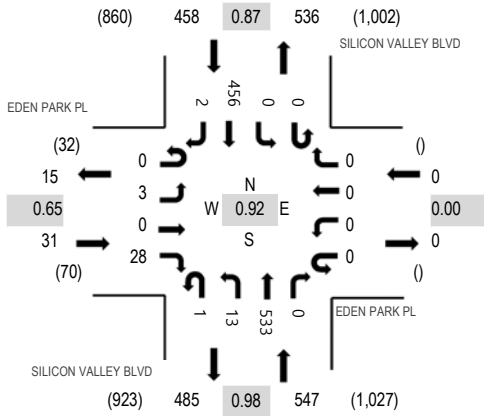 (860) 458 0.87 536 (1,002)
SILICON VALLEY BLVD
EDEN PARK PL
2 456 0 0
(32)
15
0.65
31
(70)
0
3
0
28
N
W 0.92 E
S
0
0
0
0
()
0
0.00
0
()
1 13 533 0
EDEN PARK PL
SILICON VALLEY BLVD
(923) 485 0.98 547 (1,027)